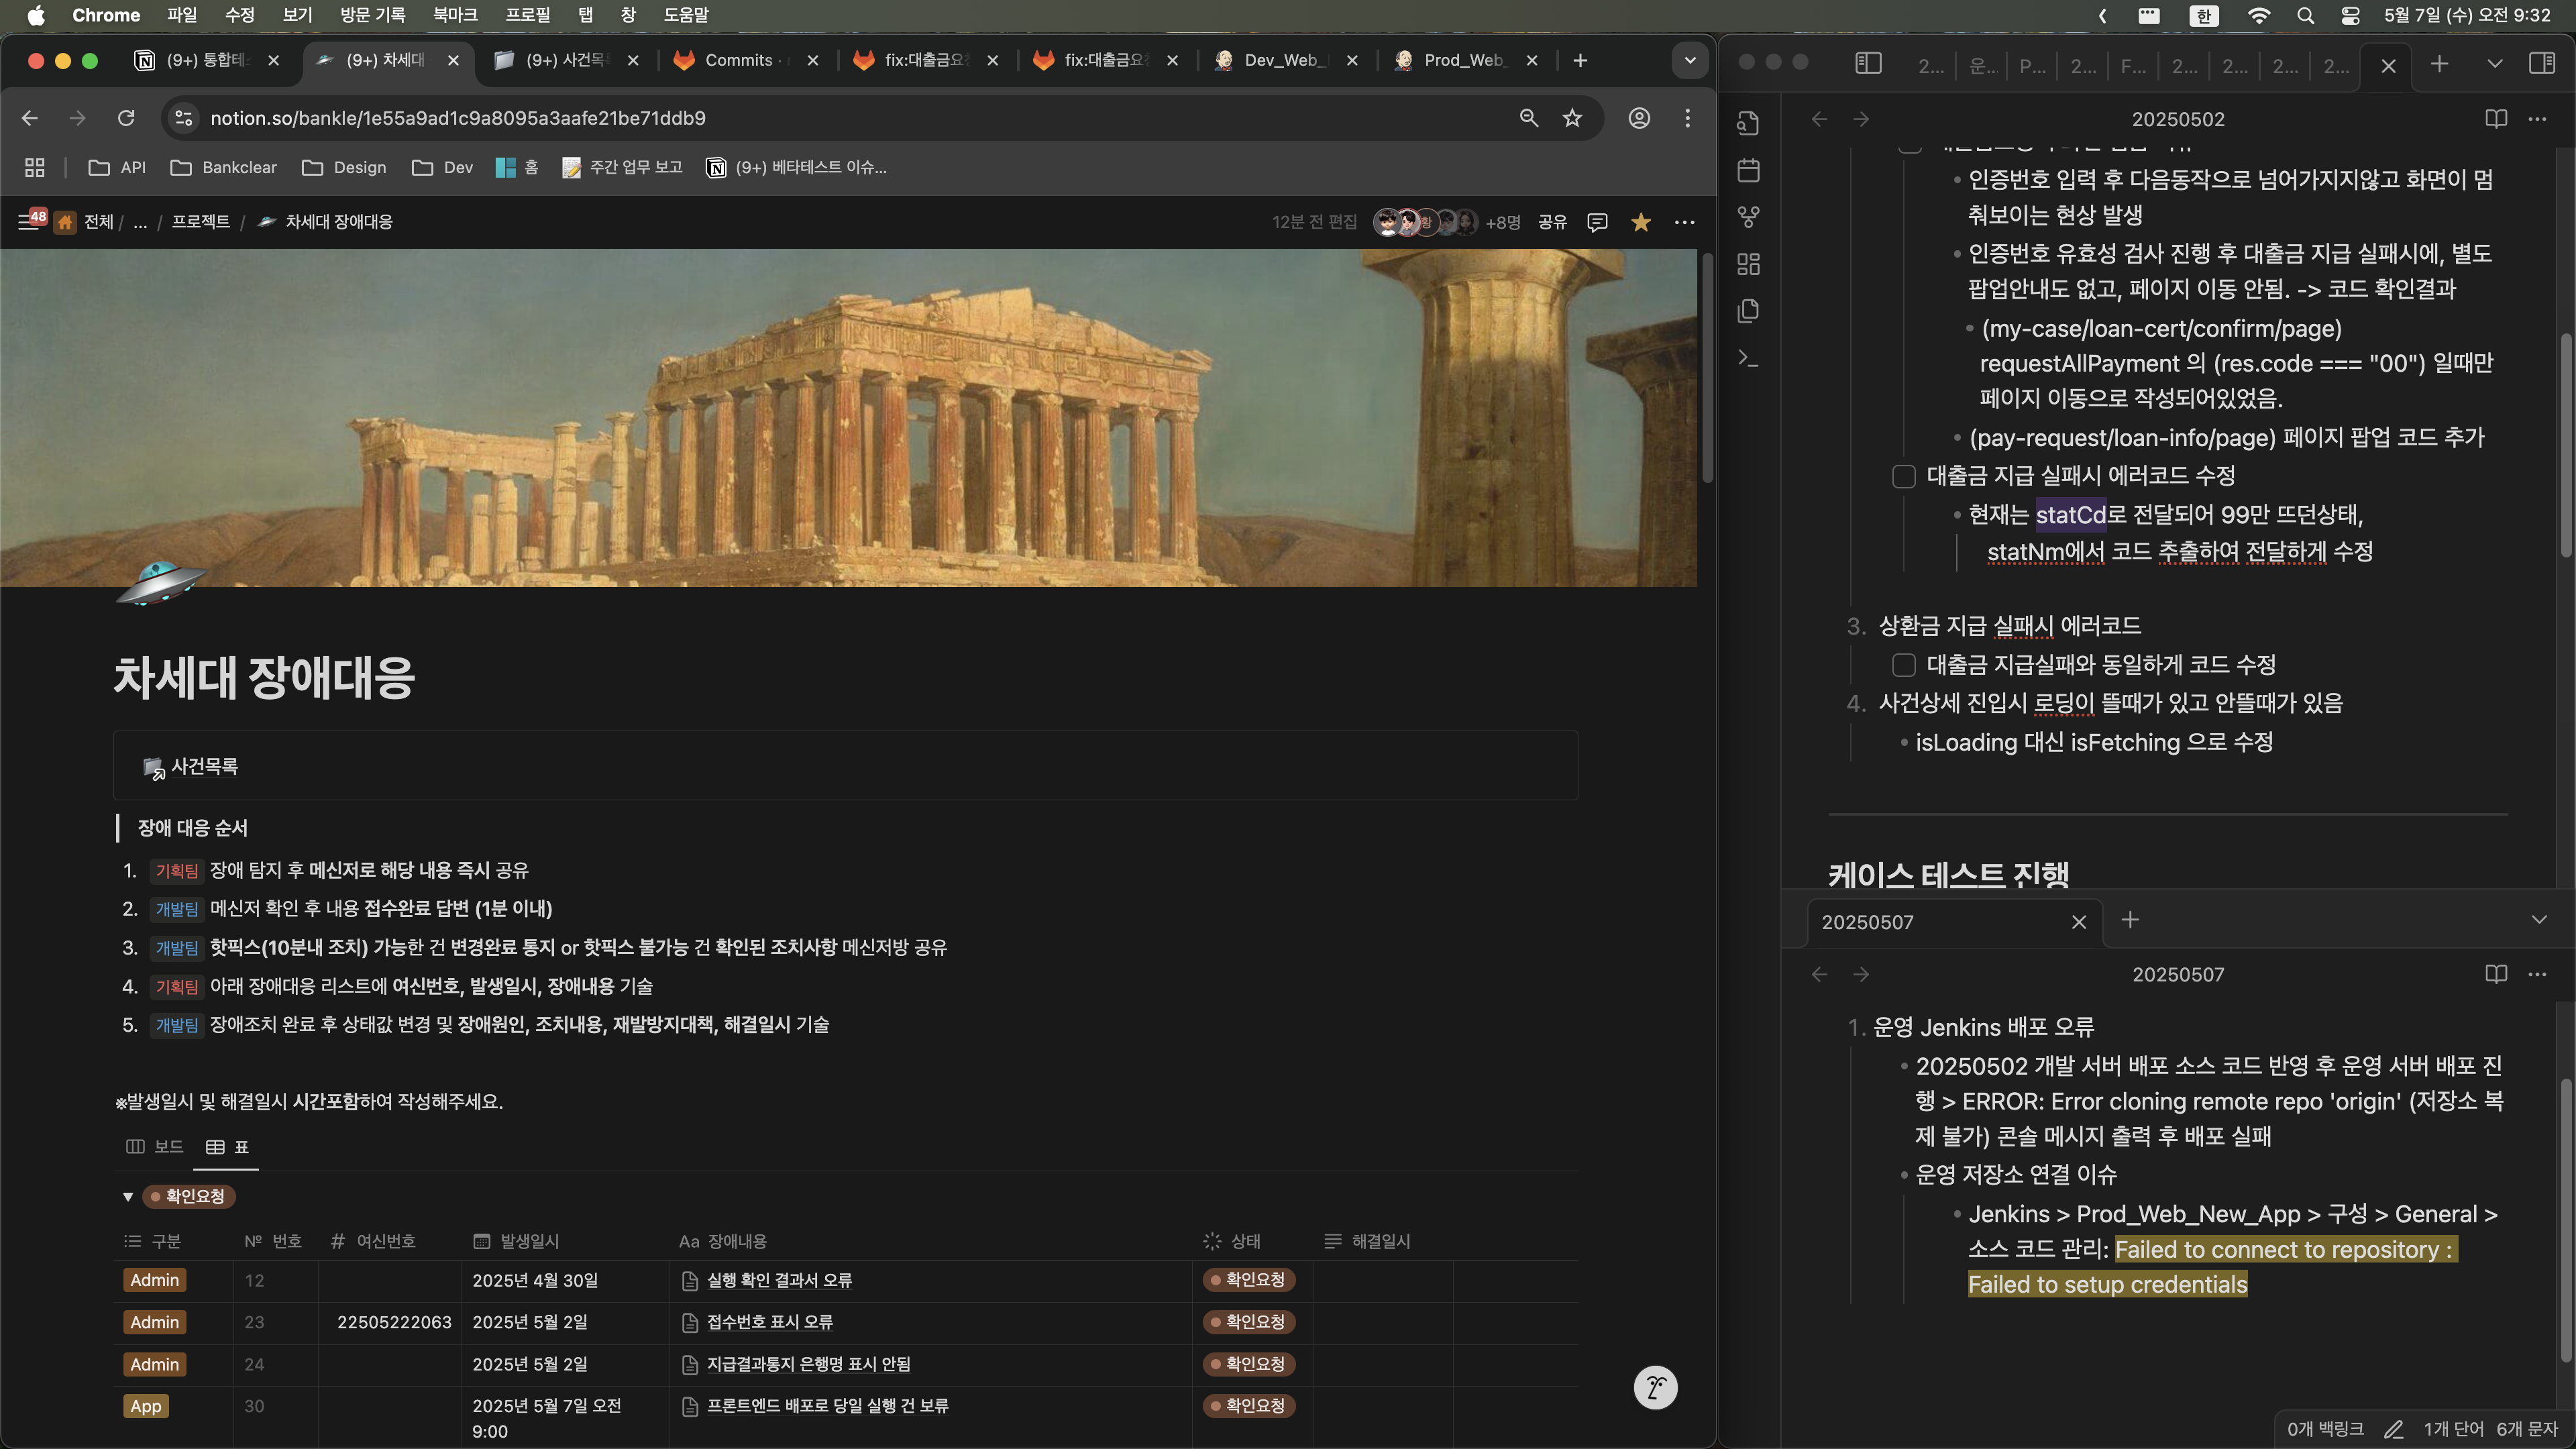 Chrome 파일 수정 보기 방문 기록 북마크 프로필 탭 창 도움말
한 5월 7일 (수) 오전 9:32
(9+) 통합테 (9+) 차세대 (9+) 사건목 Commits · fix:대출금요 fix:대출금요 Dev_Web_ Prod_Web_
notion.so/bankle/1e55a9ad1c9a8095a3aafe21be71ddb9
API Bankclear Design Dev 홈 주간 업무 보고 (9+) 베타테스트 이슈...
48 전체 / ... / 프로젝트 / 차세대 장애대응
12분 전 편집 황 +8명 공유
차세대 장애대응
사건목록
장애 대응 순서
1. 기획팀 장애 탐지 후 메신저로 해당 내용 즉시 공유
2. 개발팀 메신저 확인 후 내용 접수완료 답변 (1분 이내)
3. 개발팀 핫픽스(10분내 조치) 가능한 건 변경완료 통지 or 핫픽스 불가능 건 확인된 조치사항 메신저방 공유
4. 기획팀 아래 장애대응 리스트에 여신번호, 발생일시, 장애내용 기술
5. 개발팀 장애조치 완료 후 상태값 변경 및 장애원인, 조치내용, 재발방지대책, 해결일시 기술
※발생일시 및 해결일시 시간포함하여 작성해주세요.
보드 표
확인요청
구분 № 번호 # 여신번호 발생일시 Aa 장애내용 상태 해결일시
Admin 12 2025년 4월 30일 실행 확인 결과서 오류 확인요청
Admin 23 22505222063 2025년 5월 2일 접수번호 표시 오류 확인요청
Admin 24 2025년 5월 2일 지급결과통지 은행명 표시 안됨 확인요청
App 30 2025년 5월 7일 오전 프론트엔드 배포로 당일 실행 건 보류 확인요청
9:00
2... 운... P... 2... F... 2... 2... 2... 2...
20250502
인증번호 입력 후 다음동작으로 넘어가지지않고 화면이 멈
춰보이는 현상 발생
인증번호 유효성 검사 진행 후 대출금 지급 실패시에, 별도
팝업안내도 없고, 페이지 이동 안됨. -> 코드 확인결과
(my-case/loan-cert/confirm/page)
requestAllPayment 의 (res.code === "00") 일때만
페이지 이동으로 작성되어있었음.
(pay-request/loan-info/page) 페이지 팝업 코드 추가
대출금 지급 실패시 에러코드 수정
현재는 statCd로 전달되어 99만 뜨던상태,
statNm에서 코드 추출하여 전달하게 수정
3. 상환금 지급 실패시 에러코드
대출금 지급실패와 동일하게 코드 수정
4. 사건상세 진입시 로딩이 뜰때가 있고 안뜰때가 있음
isLoading 대신 isFetching 으로 수정
케이스 테스트 진행
20250507
20250507
1. 운영 Jenkins 배포 오류
20250502 개발 서버 배포 소스 코드 반영 후 운영 서버 배포 진
행 > ERROR: Error cloning remote repo 'origin' (저장소 복
제 불가) 콘솔 메시지 출력 후 배포 실패
운영 저장소 연결 이슈
Jenkins > Prod_Web_New_App > 구성 > General >
소스 코드 관리: Failed to connect to repository :
Failed to setup credentials
0개 백링크 1개 단어 6개 문자